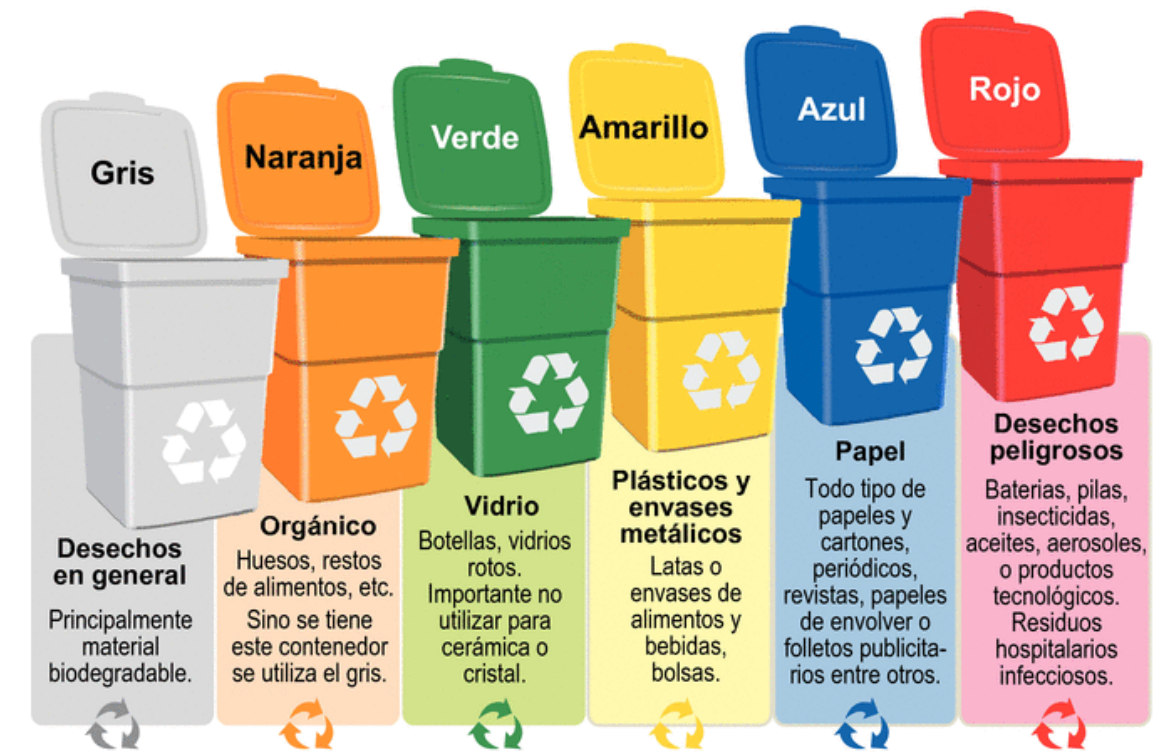 Gris
Naranja
Verde
Amarillo
Azul
Rojo
Desechos
en general
Principalmente
material
biodegradable.
Orgánico
Huesos, restos
de alimentos, etc.
Sino se tiene
este contenedor
se utiliza el gris.
Vidrio
Botellas, vidrios
rotos.
Importante no
utilizar para
cerámica o
cristal.
Plásticos y
envases
metálicos
Latas o
envases de
alimentos y
bebidas,
bolsas.
Papel
Todo tipo de
papeles y
cartones,
periódicos,
revistas, papeles
de envolver o
folletos publicita-
rios entre otros.
Desechos
peligrosos
Baterias, pilas,
insecticidas,
aceites, aerosoles,
o productos
tecnológicos.
Residuos
hospitalarios
infecciosos.